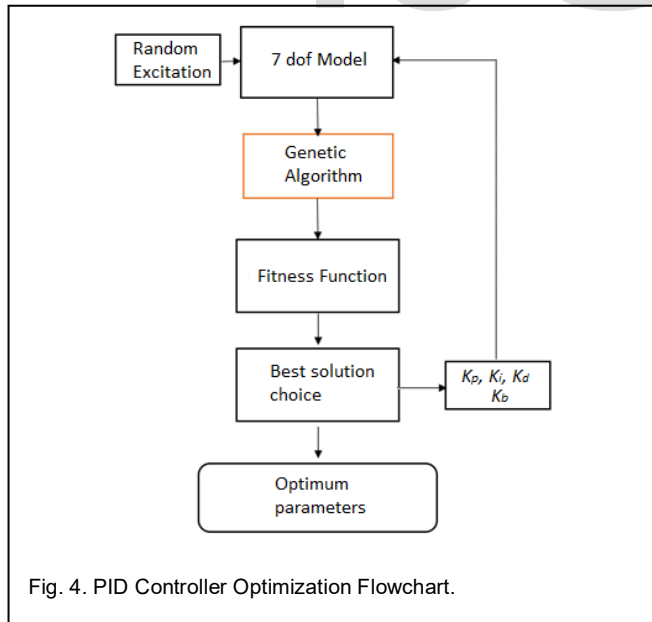 Random
Excitation
7 dof Model
Genetic
Algorithm
Fitness Function
Best solution
choice
Kp, Ki, Kd
Kb
Optimum
parameters
Fig. 4. PID Controller Optimization Flowchart.